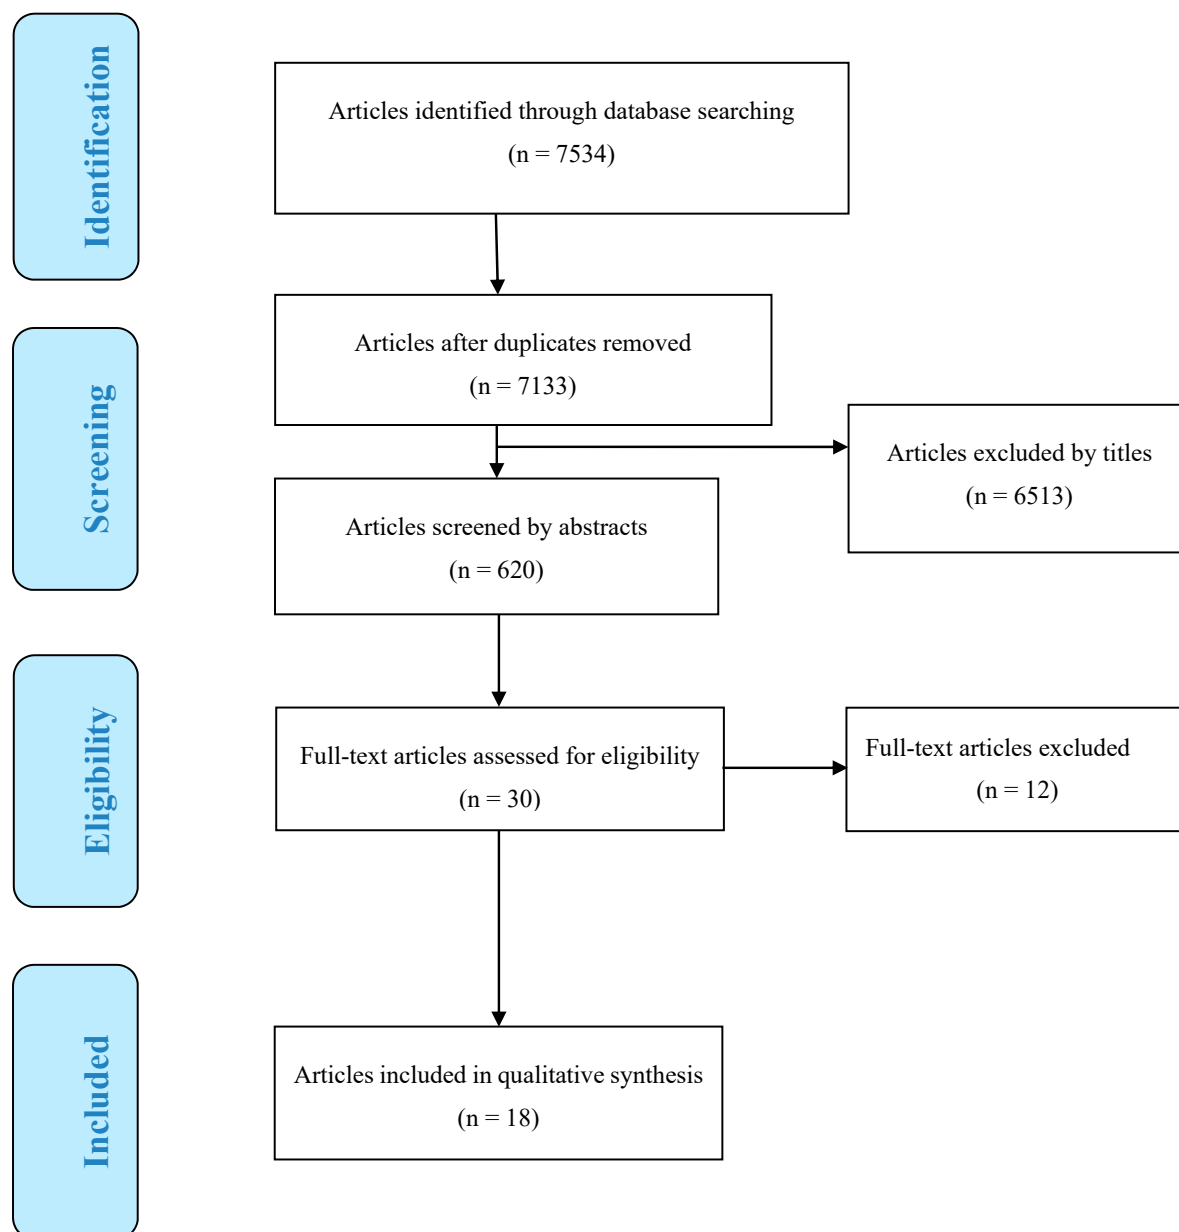 Identification
Articles identified through database searching
(n = 7534)
Articles after duplicates removed
(n = 7133)
Screening
Articles excluded by titles
(n = 6513)
Articles screened by abstracts
(n = 620)
Eligibility
Full-text articles assessed for eligibility
(n = 30)
Full-text articles excluded
(n = 12)
Included
Articles included in qualitative synthesis
(n = 18)